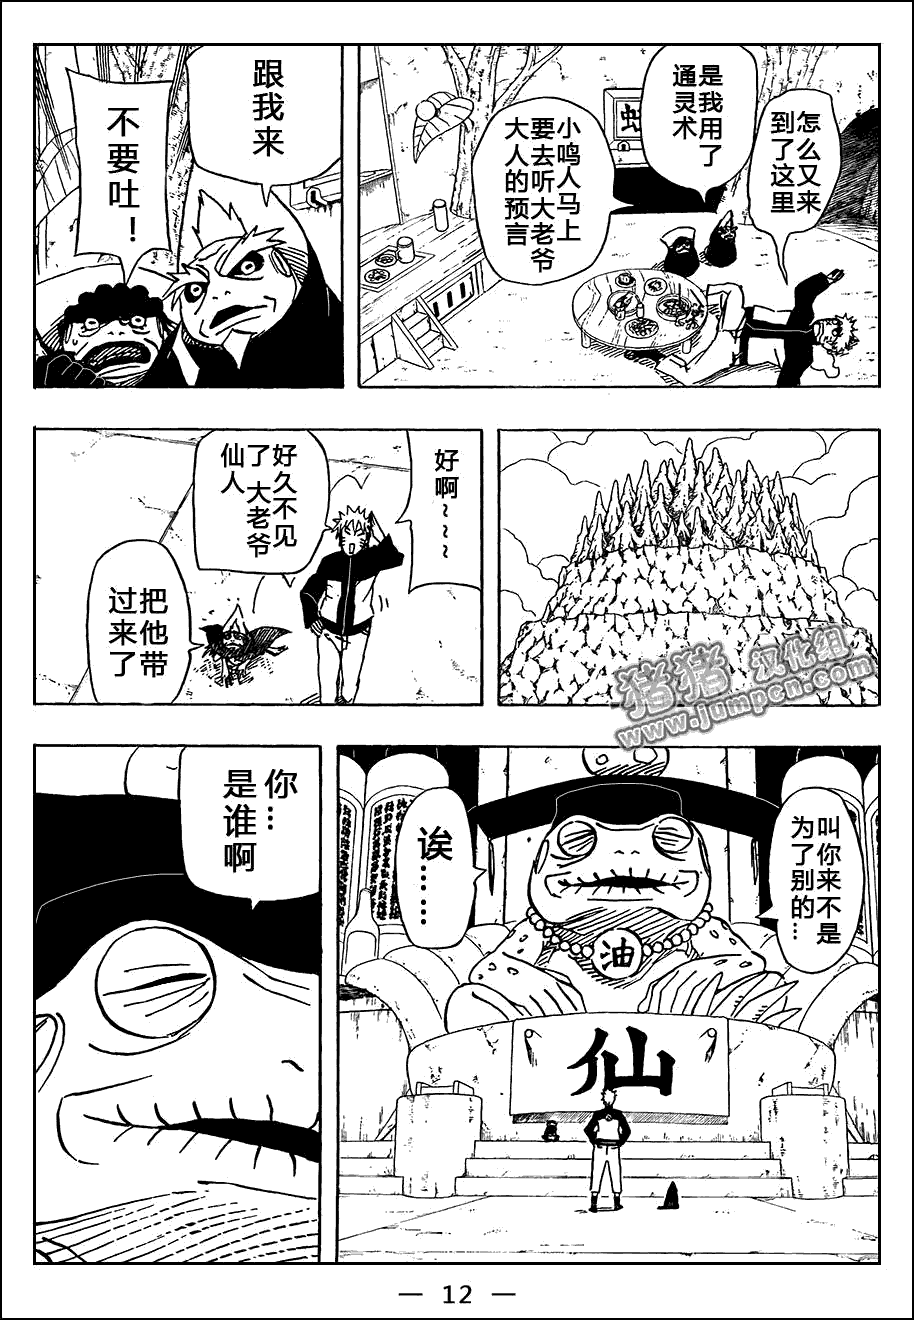 怎么又来
到了这里
是我用了
通灵术
小鸣人马上
要去听大老爷
大人的预言
跟我来
不要吐！
好啊~~~
好久不见
了 大老爷
仙人
把他带
过来了
猪猪汉化组
www.jumpcn.com
叫你来不是
为了别的…
诶……
油
仙
你…
是谁啊
— 12 —